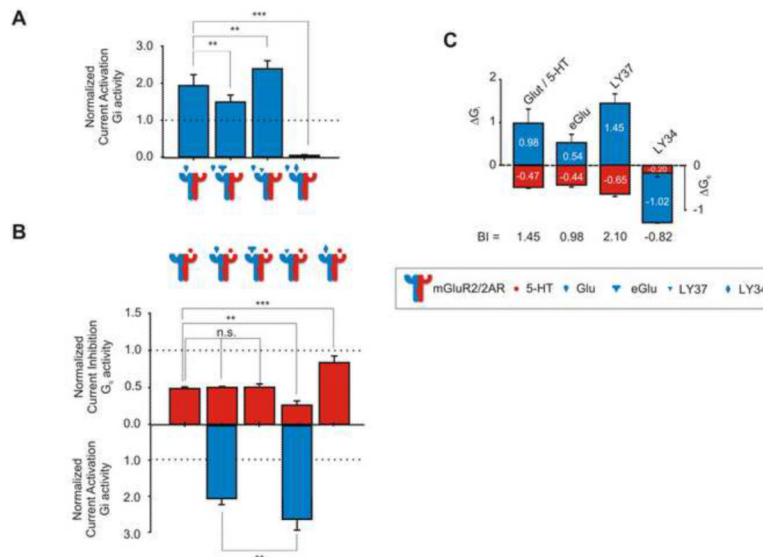 A
***
**
**
Normalized
Current Activation
Gi activity
3.0
2.0
1.0
0.0
B
***
**
n.s.
Normalized
Current Inhibition
Gq activity
1.5
1.0
0.5
0.0
Normalized
Current Activation
Gi activity
1.0
2.0
3.0
**
C
Glut / 5-HT
eGlu
LY37
LY34
ΔGi
2
1
0
0.98
0.54
1.45
-0.47
-0.44
-0.65
-0.20
-1.02
0
-1
ΔGq
BI = 1.45 0.98 2.10 -0.82
mGluR2/2AR 5-HT Glu eGlu LY37 LY34